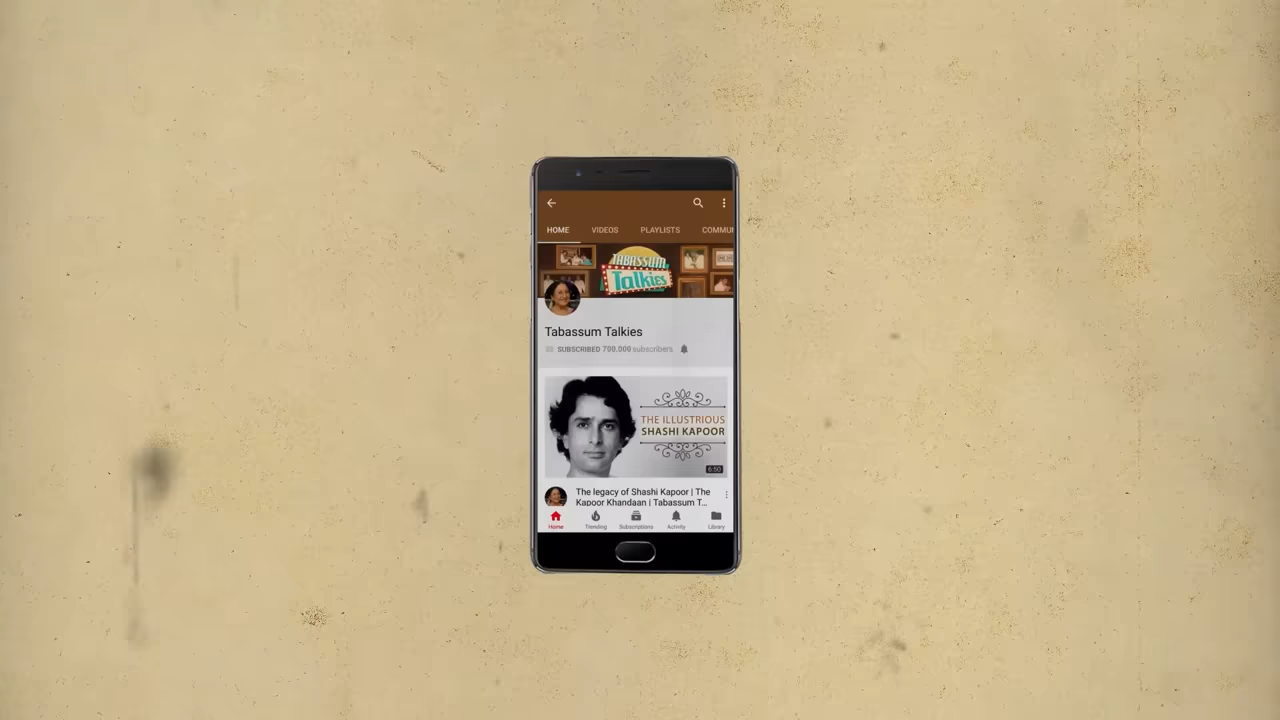 HOME VIDEOS PLAYLISTS COMMU
TABASSUM
Talkies
Tabassum Talkies
SUBSCRIBED 700.000 subscribers
THE ILLUSTRIOUS
SHASHI KAPOOR
6:50
The legacy of Shashi Kapoor | The
Kapoor Khandaan | Tabassum T...
Home Trending Subscriptions Activity Library